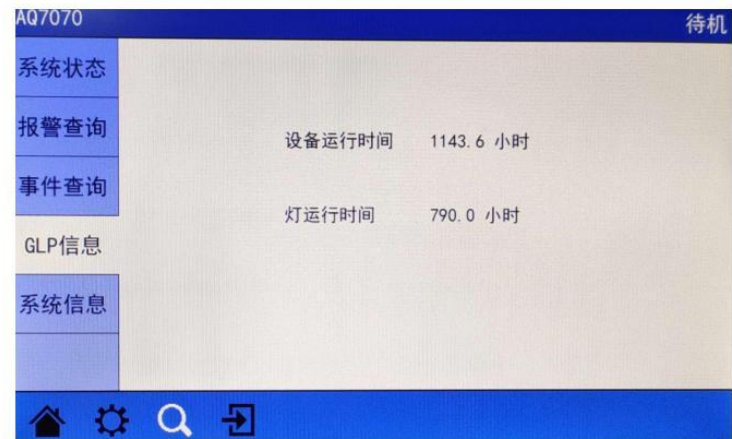 AQ7070
待机
系统状态
报警查询
事件查询
GLP信息
系统信息
设备运行时间 1143.6 小时
灯运行时间 790.0 小时